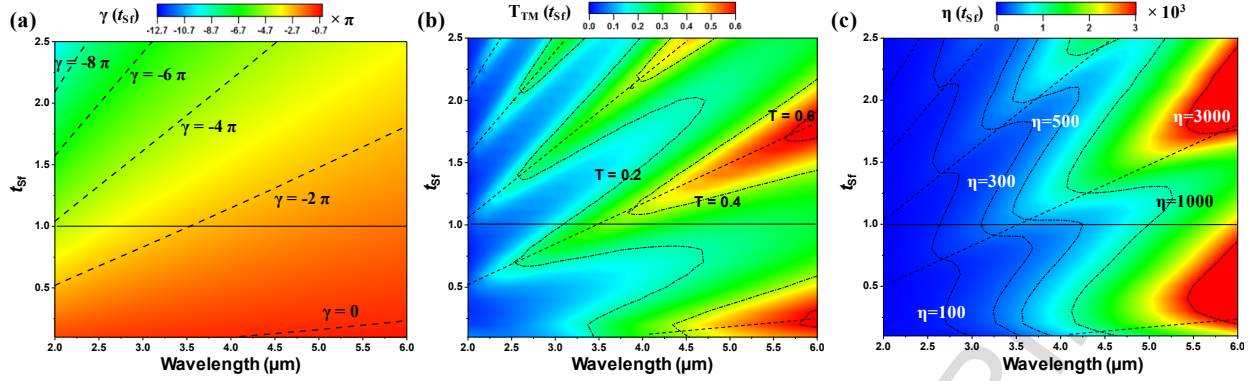 (a) γ (tSf) × π
-12.7 -10.7 -8.7 -6.7 -4.7 -2.7 -0.7
(b) TTM (tSf)
0.0 0.1 0.2 0.3 0.4 0.5 0.6
(c) η (tSf) × 10³
0 1 2 3
2.5
2.0
1.5
1.0
0.5
tSf
γ = -8 π
γ = -6 π
γ = -4 π
γ = -2 π
γ = 0
2.0 2.5 3.0 3.5 4.0 4.5 5.0 5.5 6.0
Wavelength (μm)
2.5
2.0
1.5
1.0
0.5
tSf
T = 0.6
T = 0.2
T = 0.4
2.0 2.5 3.0 3.5 4.0 4.5 5.0 5.5 6.0
Wavelength (μm)
2.5
2.0
1.5
1.0
0.5
tSf
η=3000
η=500
η=300
η=1000
η=100
2.0 2.5 3.0 3.5 4.0 4.5 5.0 5.5 6.0
Wavelength (μm)